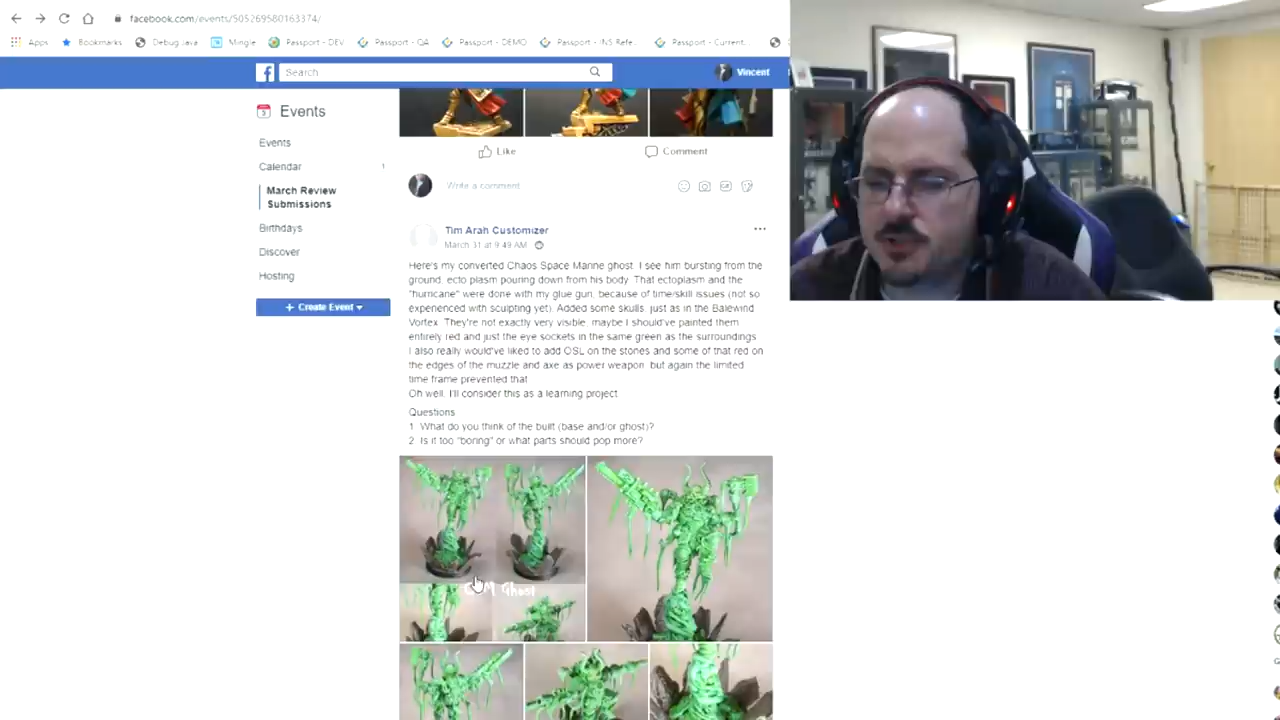 facebook.com/events/505269580163374/
Apps Bookmarks Debug Java Mingle Passport - DEV Passport - QA Passport - DEMO Passport - INS Refe... Passport - Current...
Search
Vincent
Events
Events
Calendar 1
March Review
Submissions
Birthdays
Discover
Hosting
+ Create Event
Like Comment
Write a comment
Tim Arah Customizer
March 31 at 9:49 AM
Here's my converted Chaos Space Marine ghost. I see him bursting from the
ground, ecto plasm pouring down from his body. That ectoplasm and the
"hurricane" were done with my glue gun, because of time/skill issues (not so
experienced with sculpting yet). Added some skulls, just as in the Balewind
Vortex. They're not exactly very visible, maybe I should've painted them
entirely red and just the eye sockets in the same green as the surroundings
I also really would've liked to add OSL on the stones and some of that red on
the edges of the muzzle and axe as power weapon, but again the limited
time frame prevented that
Oh well, I'll consider this as a learning project
Questions
1 What do you think of the built (base and/or ghost)?
2 Is it too "boring" or what parts should pop more?
Ghost